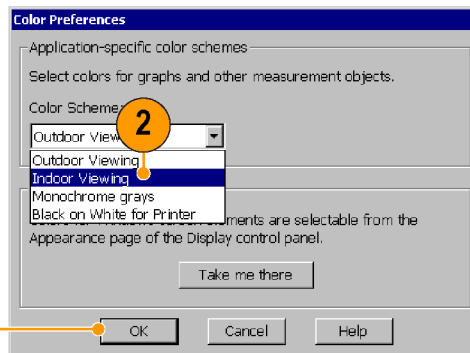 Color Preferences
Application-specific color schemes
Select colors for graphs and other measurement objects.
Color Scheme
2
Outdoor
Outdoor Viewing
Indoor Viewing
Monochrome grays
Black on White for Printer
are selectable from the
Appearance page of the Display control panel.
Take me there
OK
Cancel
Help